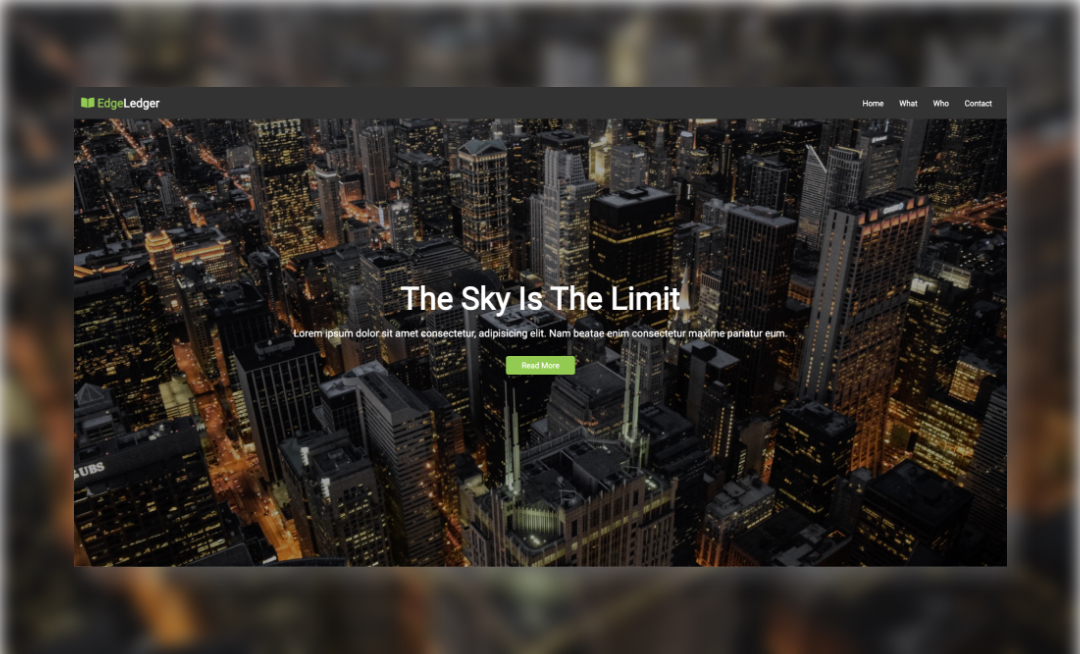 EdgeLedger
Home What Who Contact
The Sky Is The Limit
Lorem ipsum dolor sit amet consectetur, adipisicing elit. Nam beatae enim consectetur maxime pariatur eum.
Read More
UBS